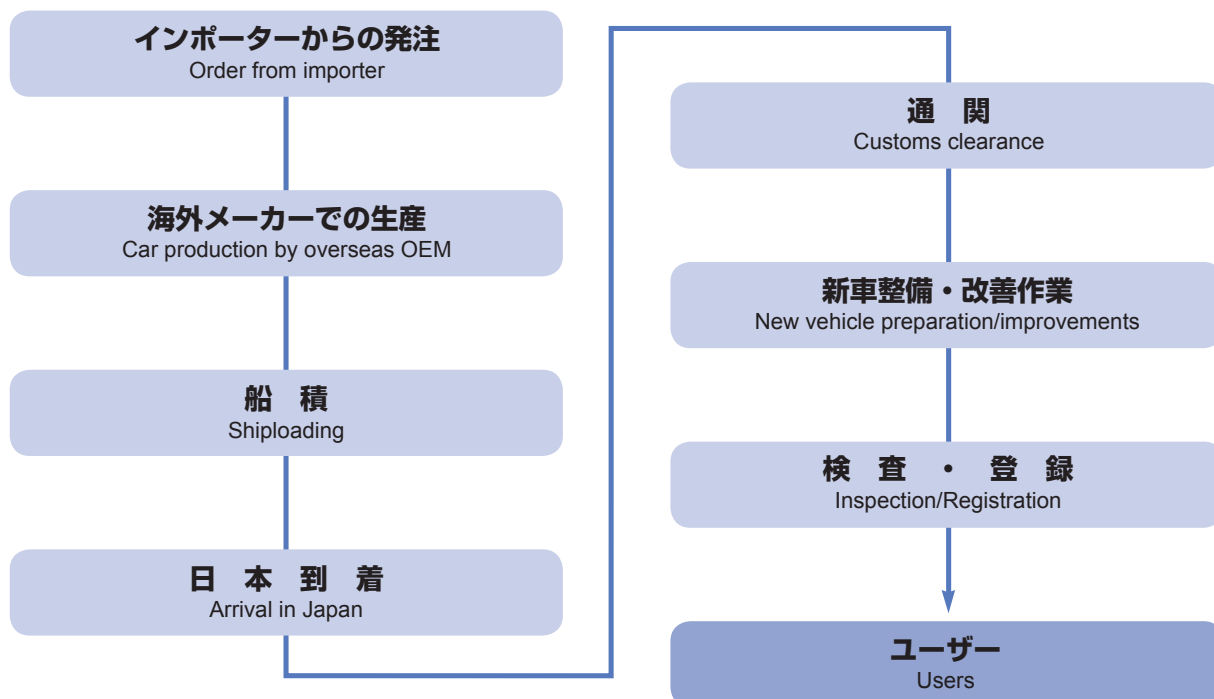 インポーターからの発注
Order from importer
海外メーカーでの生産
Car production by overseas OEM
船　積
Shiploading
日　本　到　着
Arrival in Japan
通　関
Customs clearance
新車整備・改善作業
New vehicle preparation/improvements
検　査　・　登　録
Inspection/Registration
ユーザー
Users